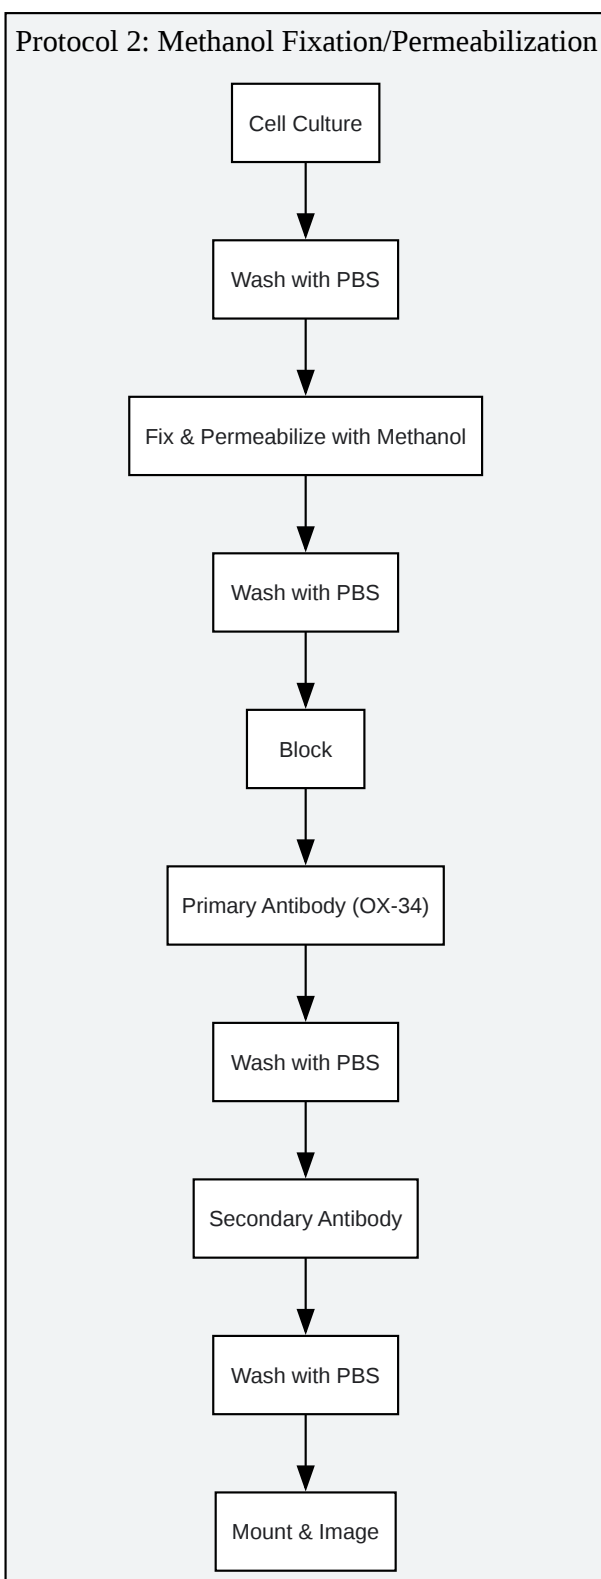 Protocol 2: Methanol Fixation/Permeabilization
Cell Culture
Wash with PBS
Fix & Permeabilize with Methanol
Wash with PBS
Block
Primary Antibody (OX-34)
Wash with PBS
Secondary Antibody
Wash with PBS
Mount & Image